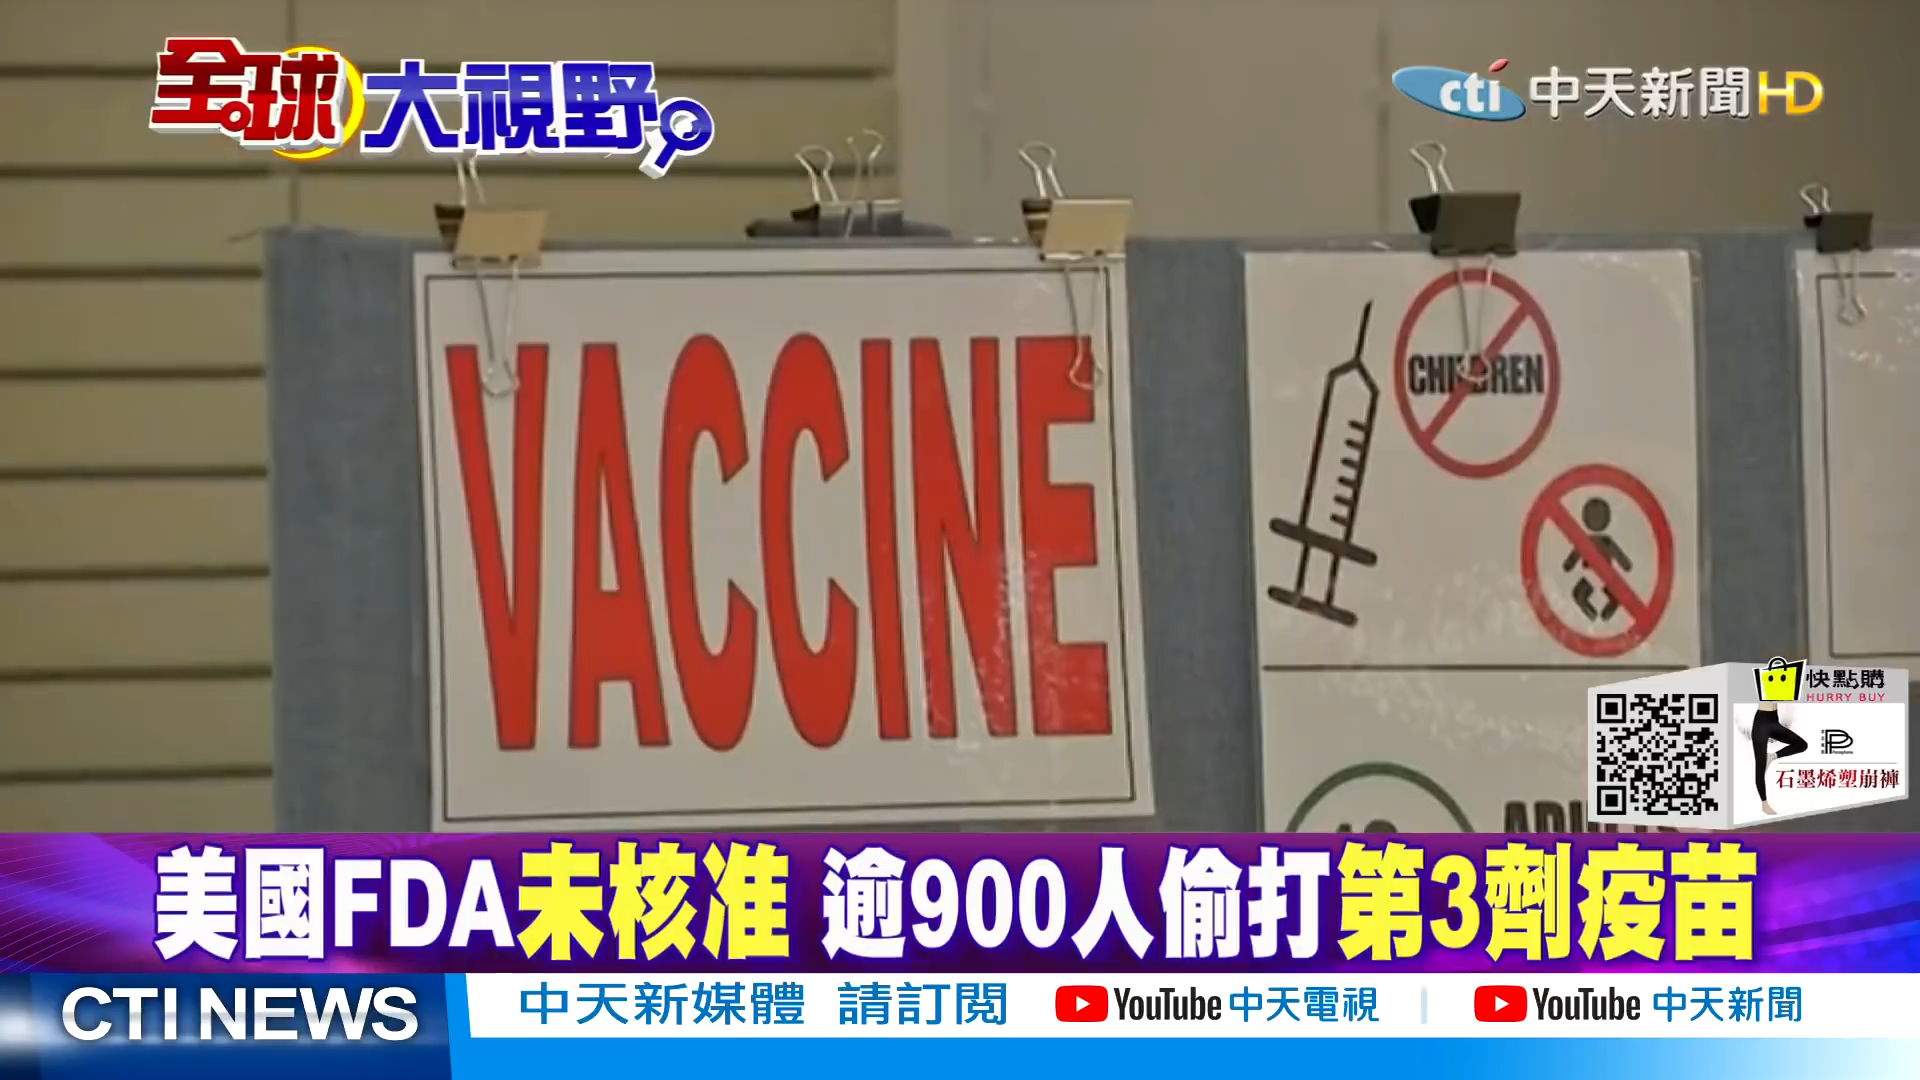 全球大視野
cti 中天新聞HD
VACCINE
CHILDREN
快點購
HURRY BUY
石墨烯塑崩褲
美國FDA未核准 逾900人偷打第3劑疫苗
CTI NEWS
中天新媒體 請訂閱 YouTube 中天電視 | YouTube 中天新聞